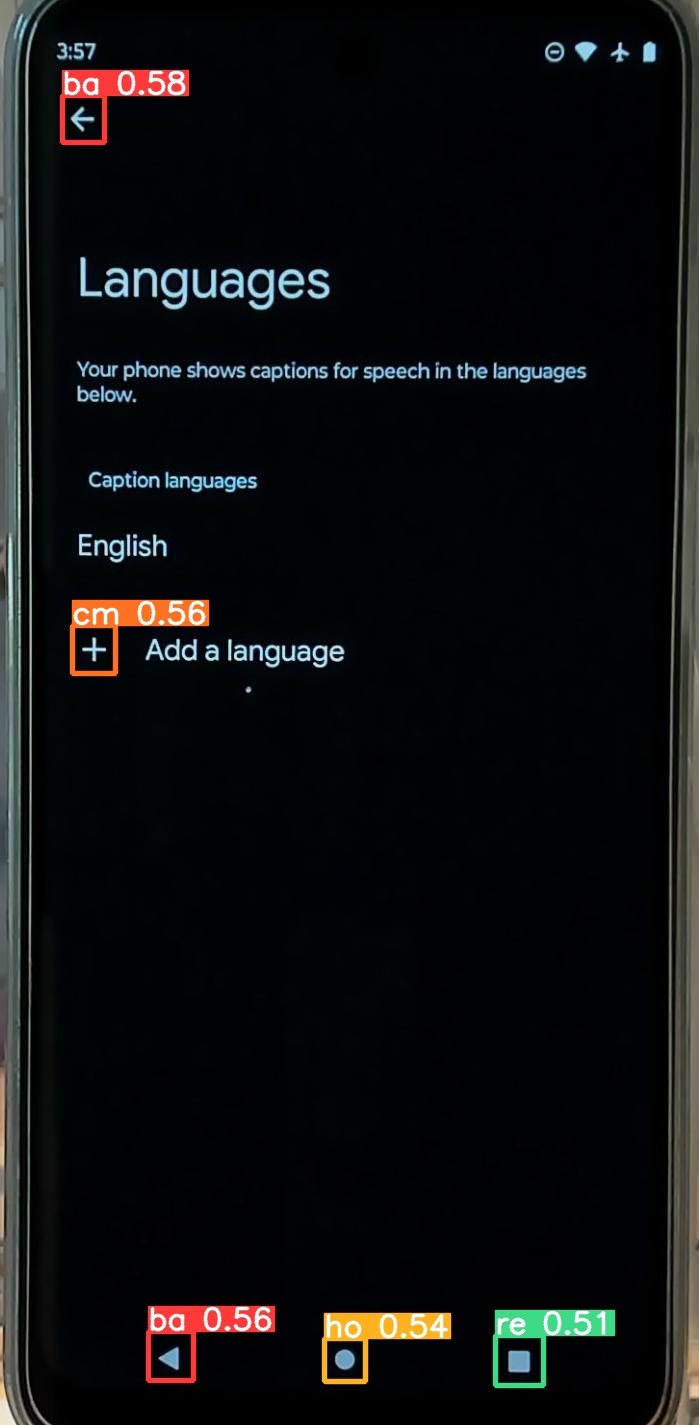 3:57
ba 0.58
Languages
Your phone shows captions for speech in the languages
below.
Caption languages
English
cm 0.56
Add a language
ba 0.56
ho 0.54
re 0.51